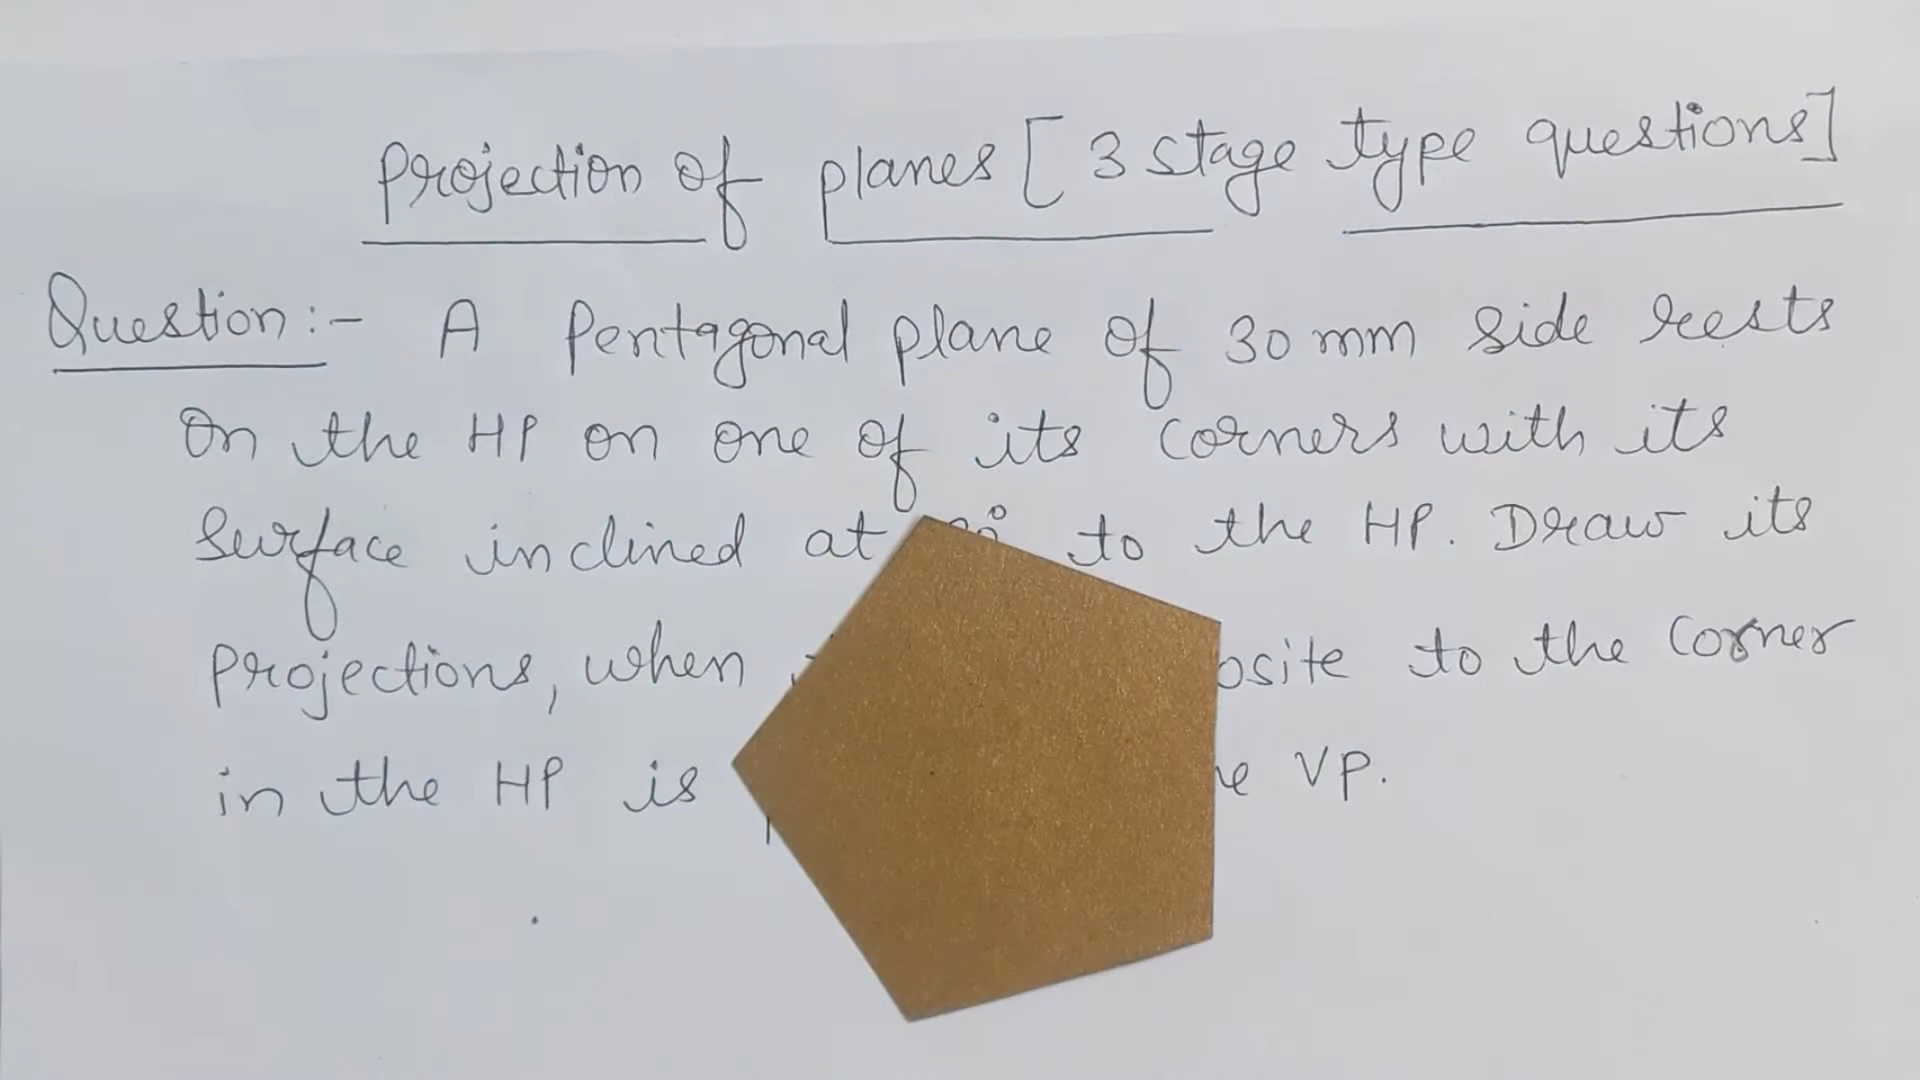 Projection of planes [3 stage type questions]
Question:- A Pentagonal plane of 30 mm side rests
On the HP on one of its corners with its
Surface inclined at to the HP. Draw its
Projections, when osite to the corner
in the HP is VP.